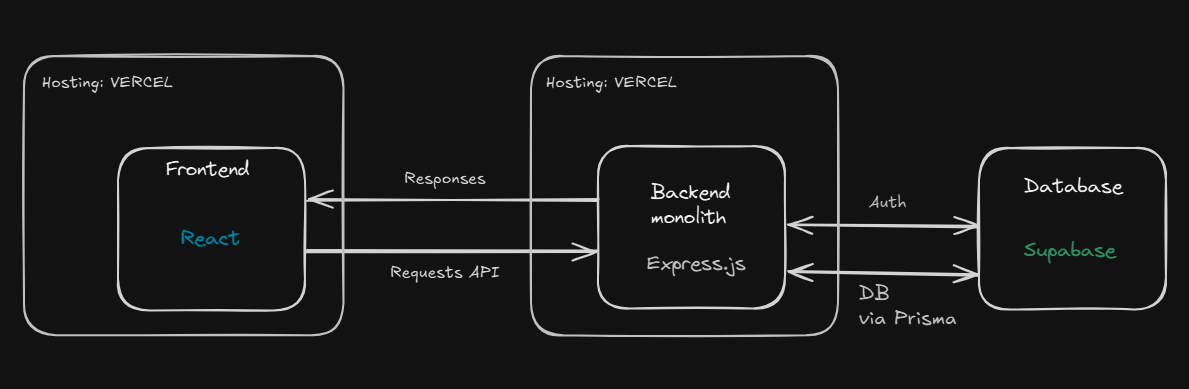 Hosting: VERCEL
Frontend
React
Responses
Requests API
Hosting: VERCEL
Backend
monolith
Express.js
Auth
DB
via Prisma
Database
Supabase